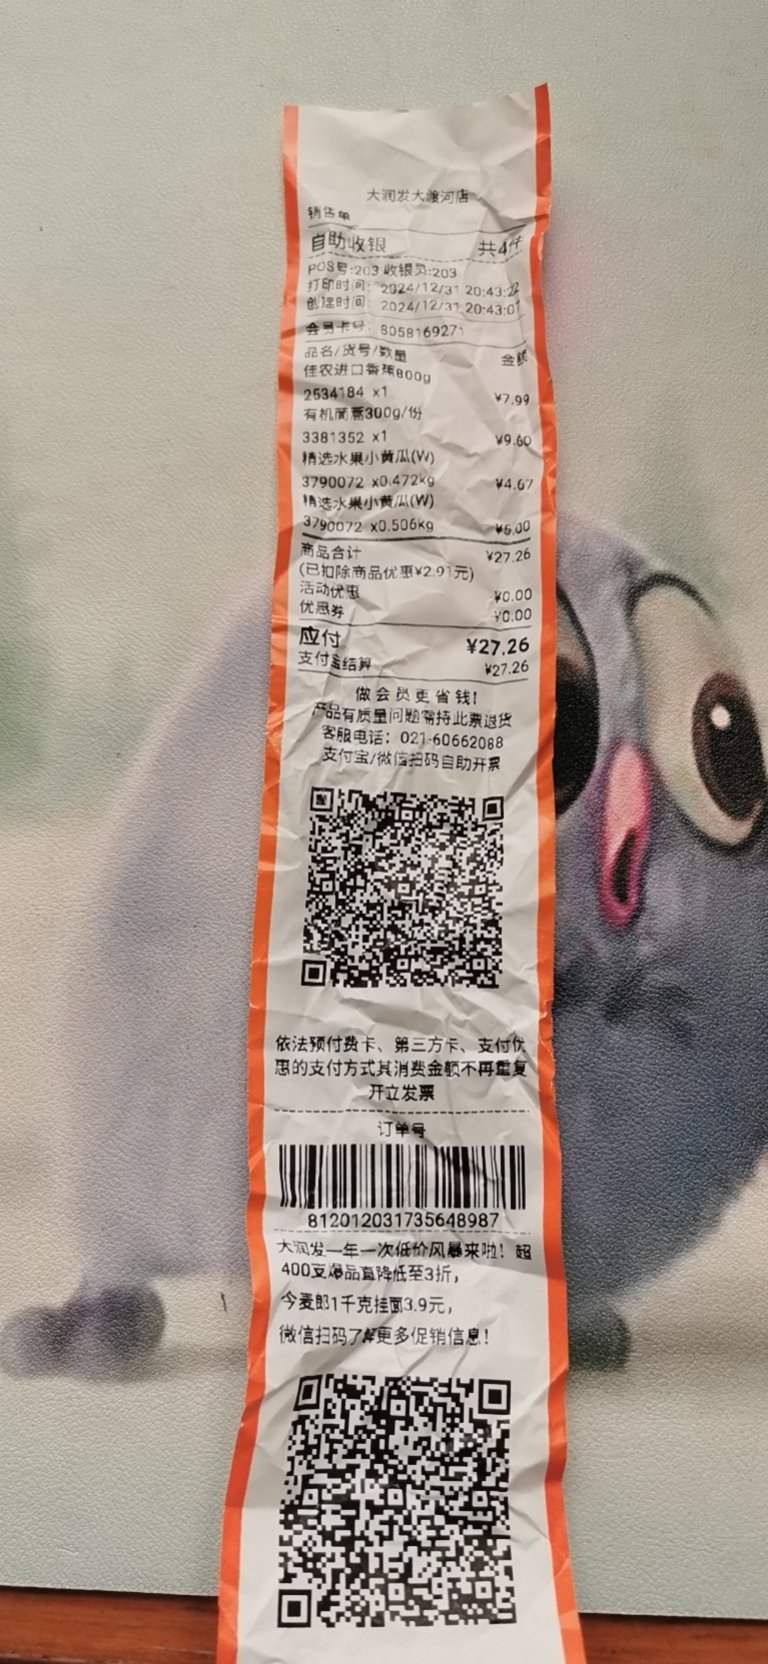 大润发大渡河店
销售单
自助收银 共4件
POS号:203 收银员:203
打印时间: 2024/12/31 20:43:22
创建时间: 2024/12/31 20:43:01
会员卡号: 8058169271
品名/货号/数量 金额
佳农进口香蕉800g
2534184 x1 ¥7.99
有机茼蒿300g/份
3381352 x1 ¥9.60
精选水果小黄瓜(W)
3790072 x0.472kg ¥4.67
精选水果小黄瓜(W)
3790072 x0.506kg ¥5.00
商品合计 ¥27.26
(已扣除商品优惠¥2.91元)
活动优惠 ¥0.00
优惠券 ¥0.00
应付 ¥27.26
支付宝结算 ¥27.26
做会员更省钱!
产品有质量问题需持此票退货
客服电话: 021-60662088
支付宝/微信扫码自助开票
依法预付费卡、第三方卡、支付优
惠的支付方式其消费金额不再重复
开立发票
订单号
812012031735648987
大润发一年一次低价风暴来啦! 超
400支爆品直降低至3折,
今麦郎1千克挂面3.9元,
微信扫码了解更多促销信息!